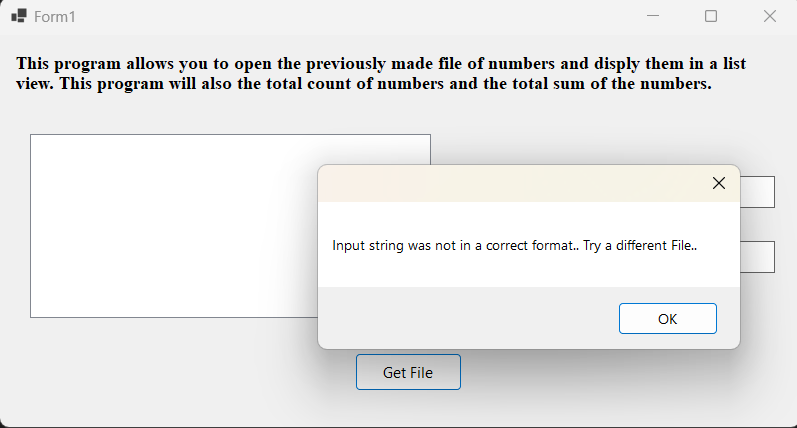 Form1
This program allows you to open the previously made file of numbers and disply them in a list
view. This program will also the total count of numbers and the total sum of the numbers.
Input string was not in a correct format.. Try a different File..
OK
Get File